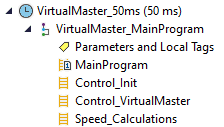 VirtualMaster_50ms (50 ms)
VirtualMaster_MainProgram
Parameters and Local Tags
MainProgram
Control_Init
Control_VirtualMaster
Speed_Calculations